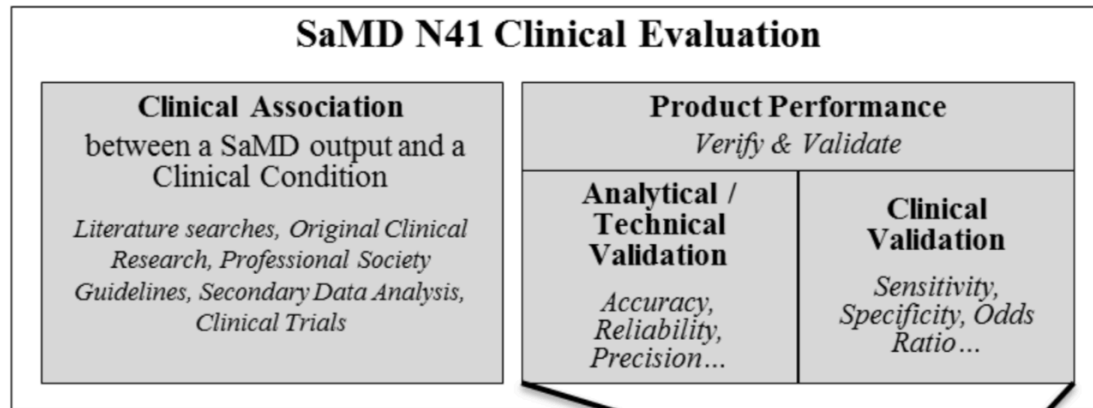 SaMD N41 Clinical Evaluation
Clinical Association
between a SaMD output and a
Clinical Condition
Literature searches, Original Clinical
Research, Professional Society
Guidelines, Secondary Data Analysis,
Clinical Trials
Product Performance
Verify & Validate
Analytical /
Technical
Validation
Accuracy,
Reliability,
Precision…
Clinical
Validation
Sensitivity,
Specificity, Odds
Ratio…